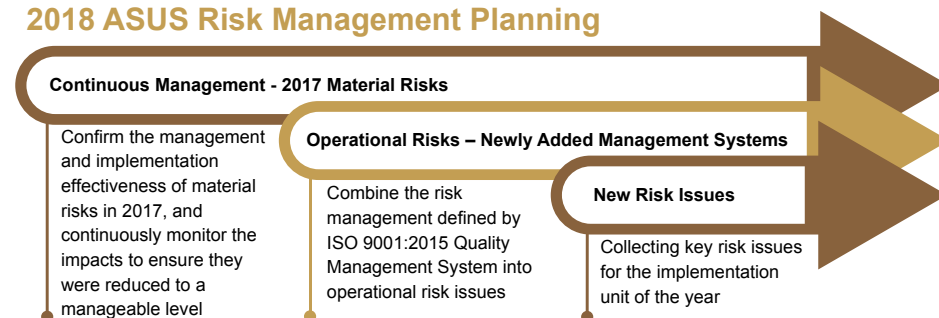 2018 ASUS Risk Management Planning
Continuous Management - 2017 Material Risks
Confirm the management
and implementation
effectiveness of material
risks in 2017, and
continuously monitor the
impacts to ensure they
were reduced to a
manageable level
Operational Risks – Newly Added Management Systems
Combine the risk
management defined by
ISO 9001:2015 Quality
Management System into
operational risk issues
New Risk Issues
Collecting key risk issues
for the implementation
unit of the year